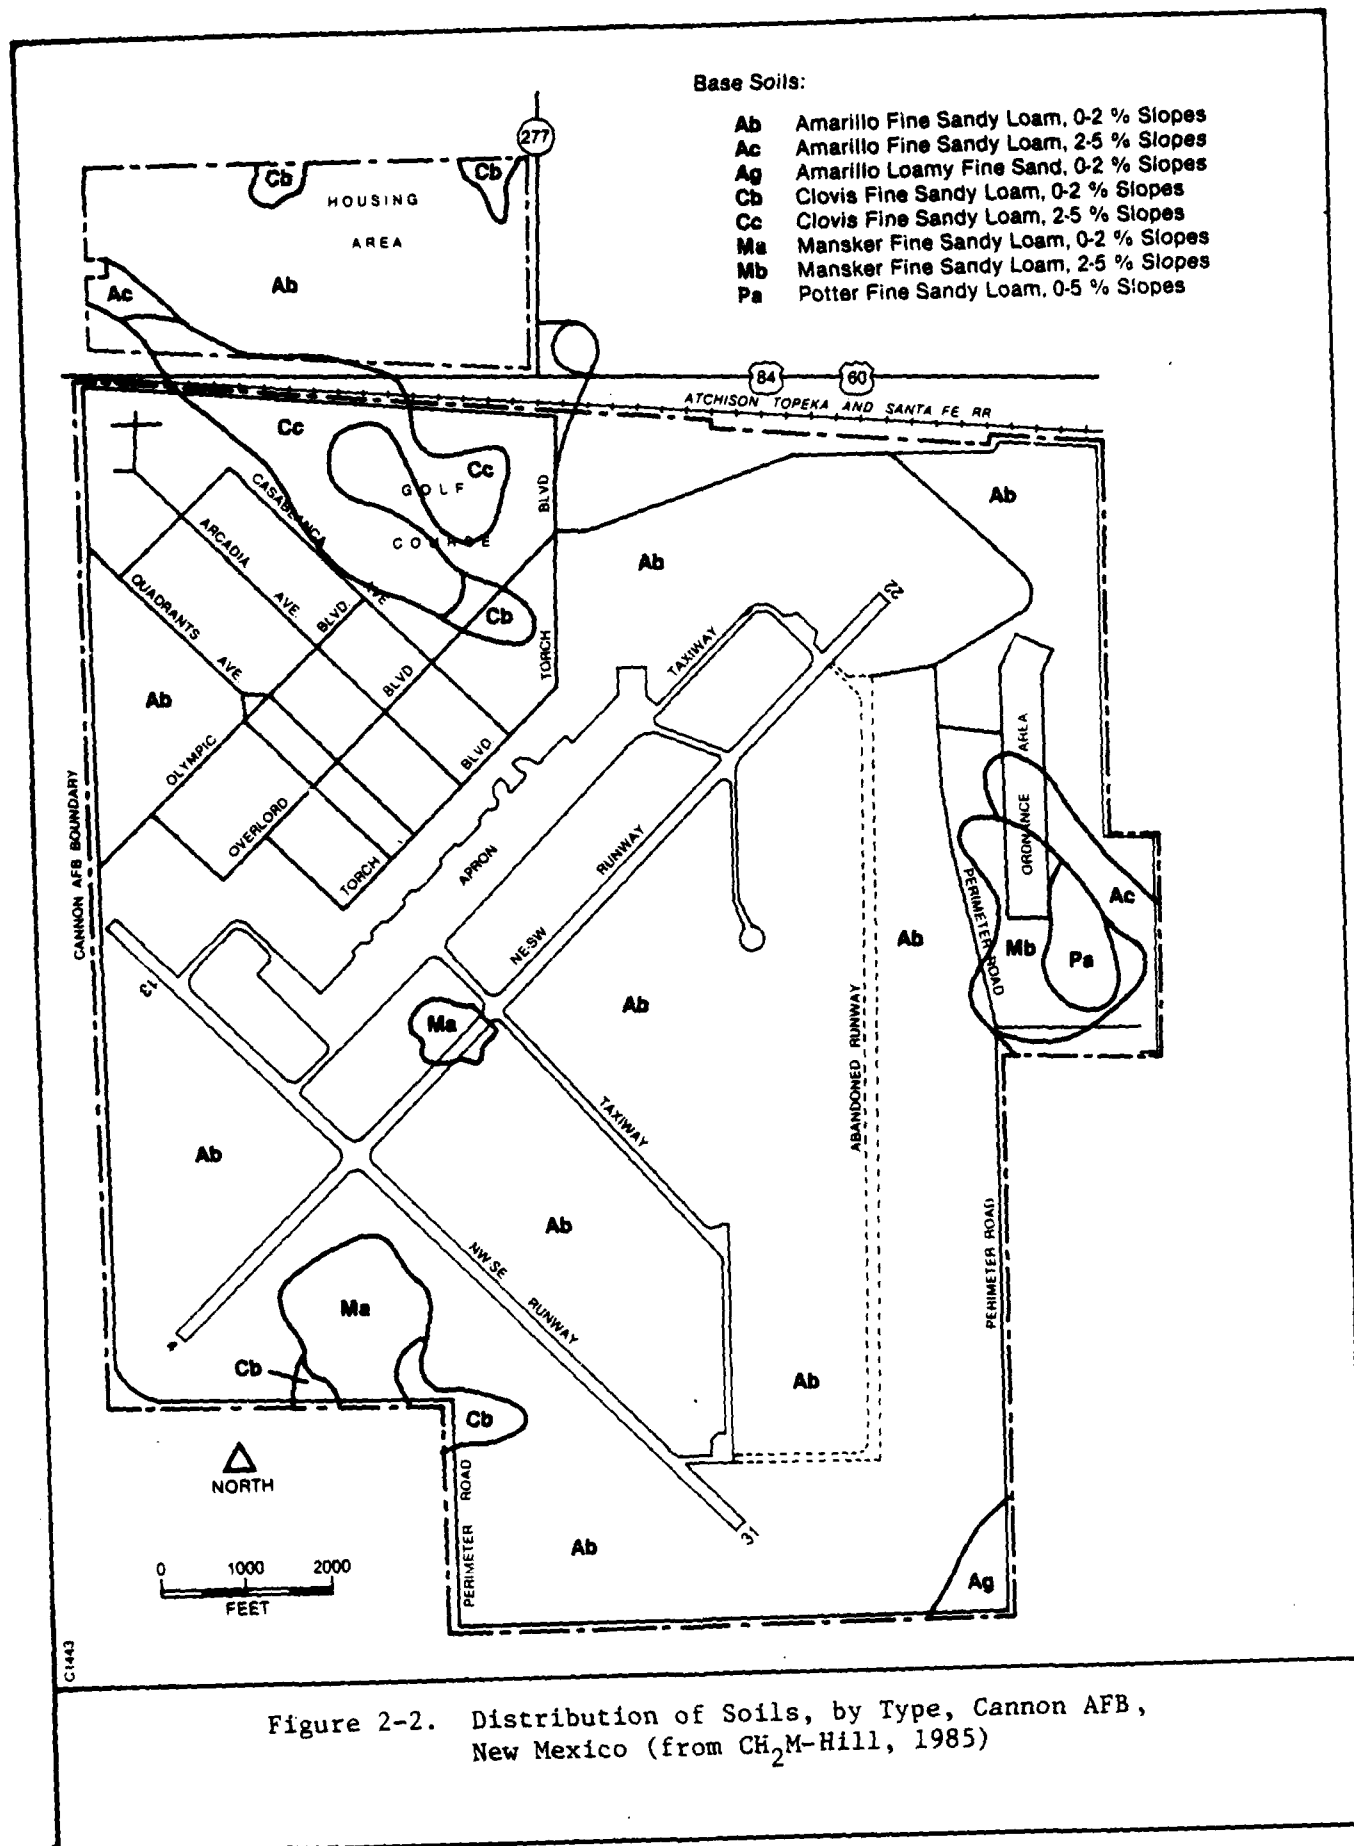 Base Soils:
Ab Amarillo Fine Sandy Loam, 0-2 % Slopes
Ac Amarillo Fine Sandy Loam, 2-5 % Slopes
Ag Amarillo Loamy Fine Sand, 0-2 % Slopes
Cb Clovis Fine Sandy Loam, 0-2 % Slopes
Cc Clovis Fine Sandy Loam, 2-5 % Slopes
Ma Mansker Fine Sandy Loam, 0-2 % Slopes
Mb Mansker Fine Sandy Loam, 2-5 % Slopes
Pa Potter Fine Sandy Loam, 0-5 % Slopes
277
Cb
Cb
HOUSING
AREA
Ab
Ac
84
60
ATCHISON TOPEKA AND SANTA FE RR
Cc
Cc
GOLF
COURSE
BLVD
TORCH
CASABLANCA AVE
ARCADIA AVE.
QUADRANTS AVE.
OLYMPIC BLVD.
OVERLORD BLVD
TORCH BLVD
Cb
Ab
Ab
Ab
22
TAXIWAY
CANNON AFB BOUNDARY
APRON
NE-SW RUNWAY
ORDNANCE AREA
PERIMETER ROAD
Ac
Mb
Pa
Ab
13
Ma
Ab
ABANDONED RUNWAY
TAXIWAY
Ab
Ab
NW-SE RUNWAY
PERIMETER ROAD
Ma
4
Cb
Ab
Cb
NORTH
PERIMETER ROAD
31
Ab
Ag
0 1000 2000
FEET
C1443
Figure 2-2. Distribution of Soils, by Type, Cannon AFB,
New Mexico (from CH2M-Hill, 1985)